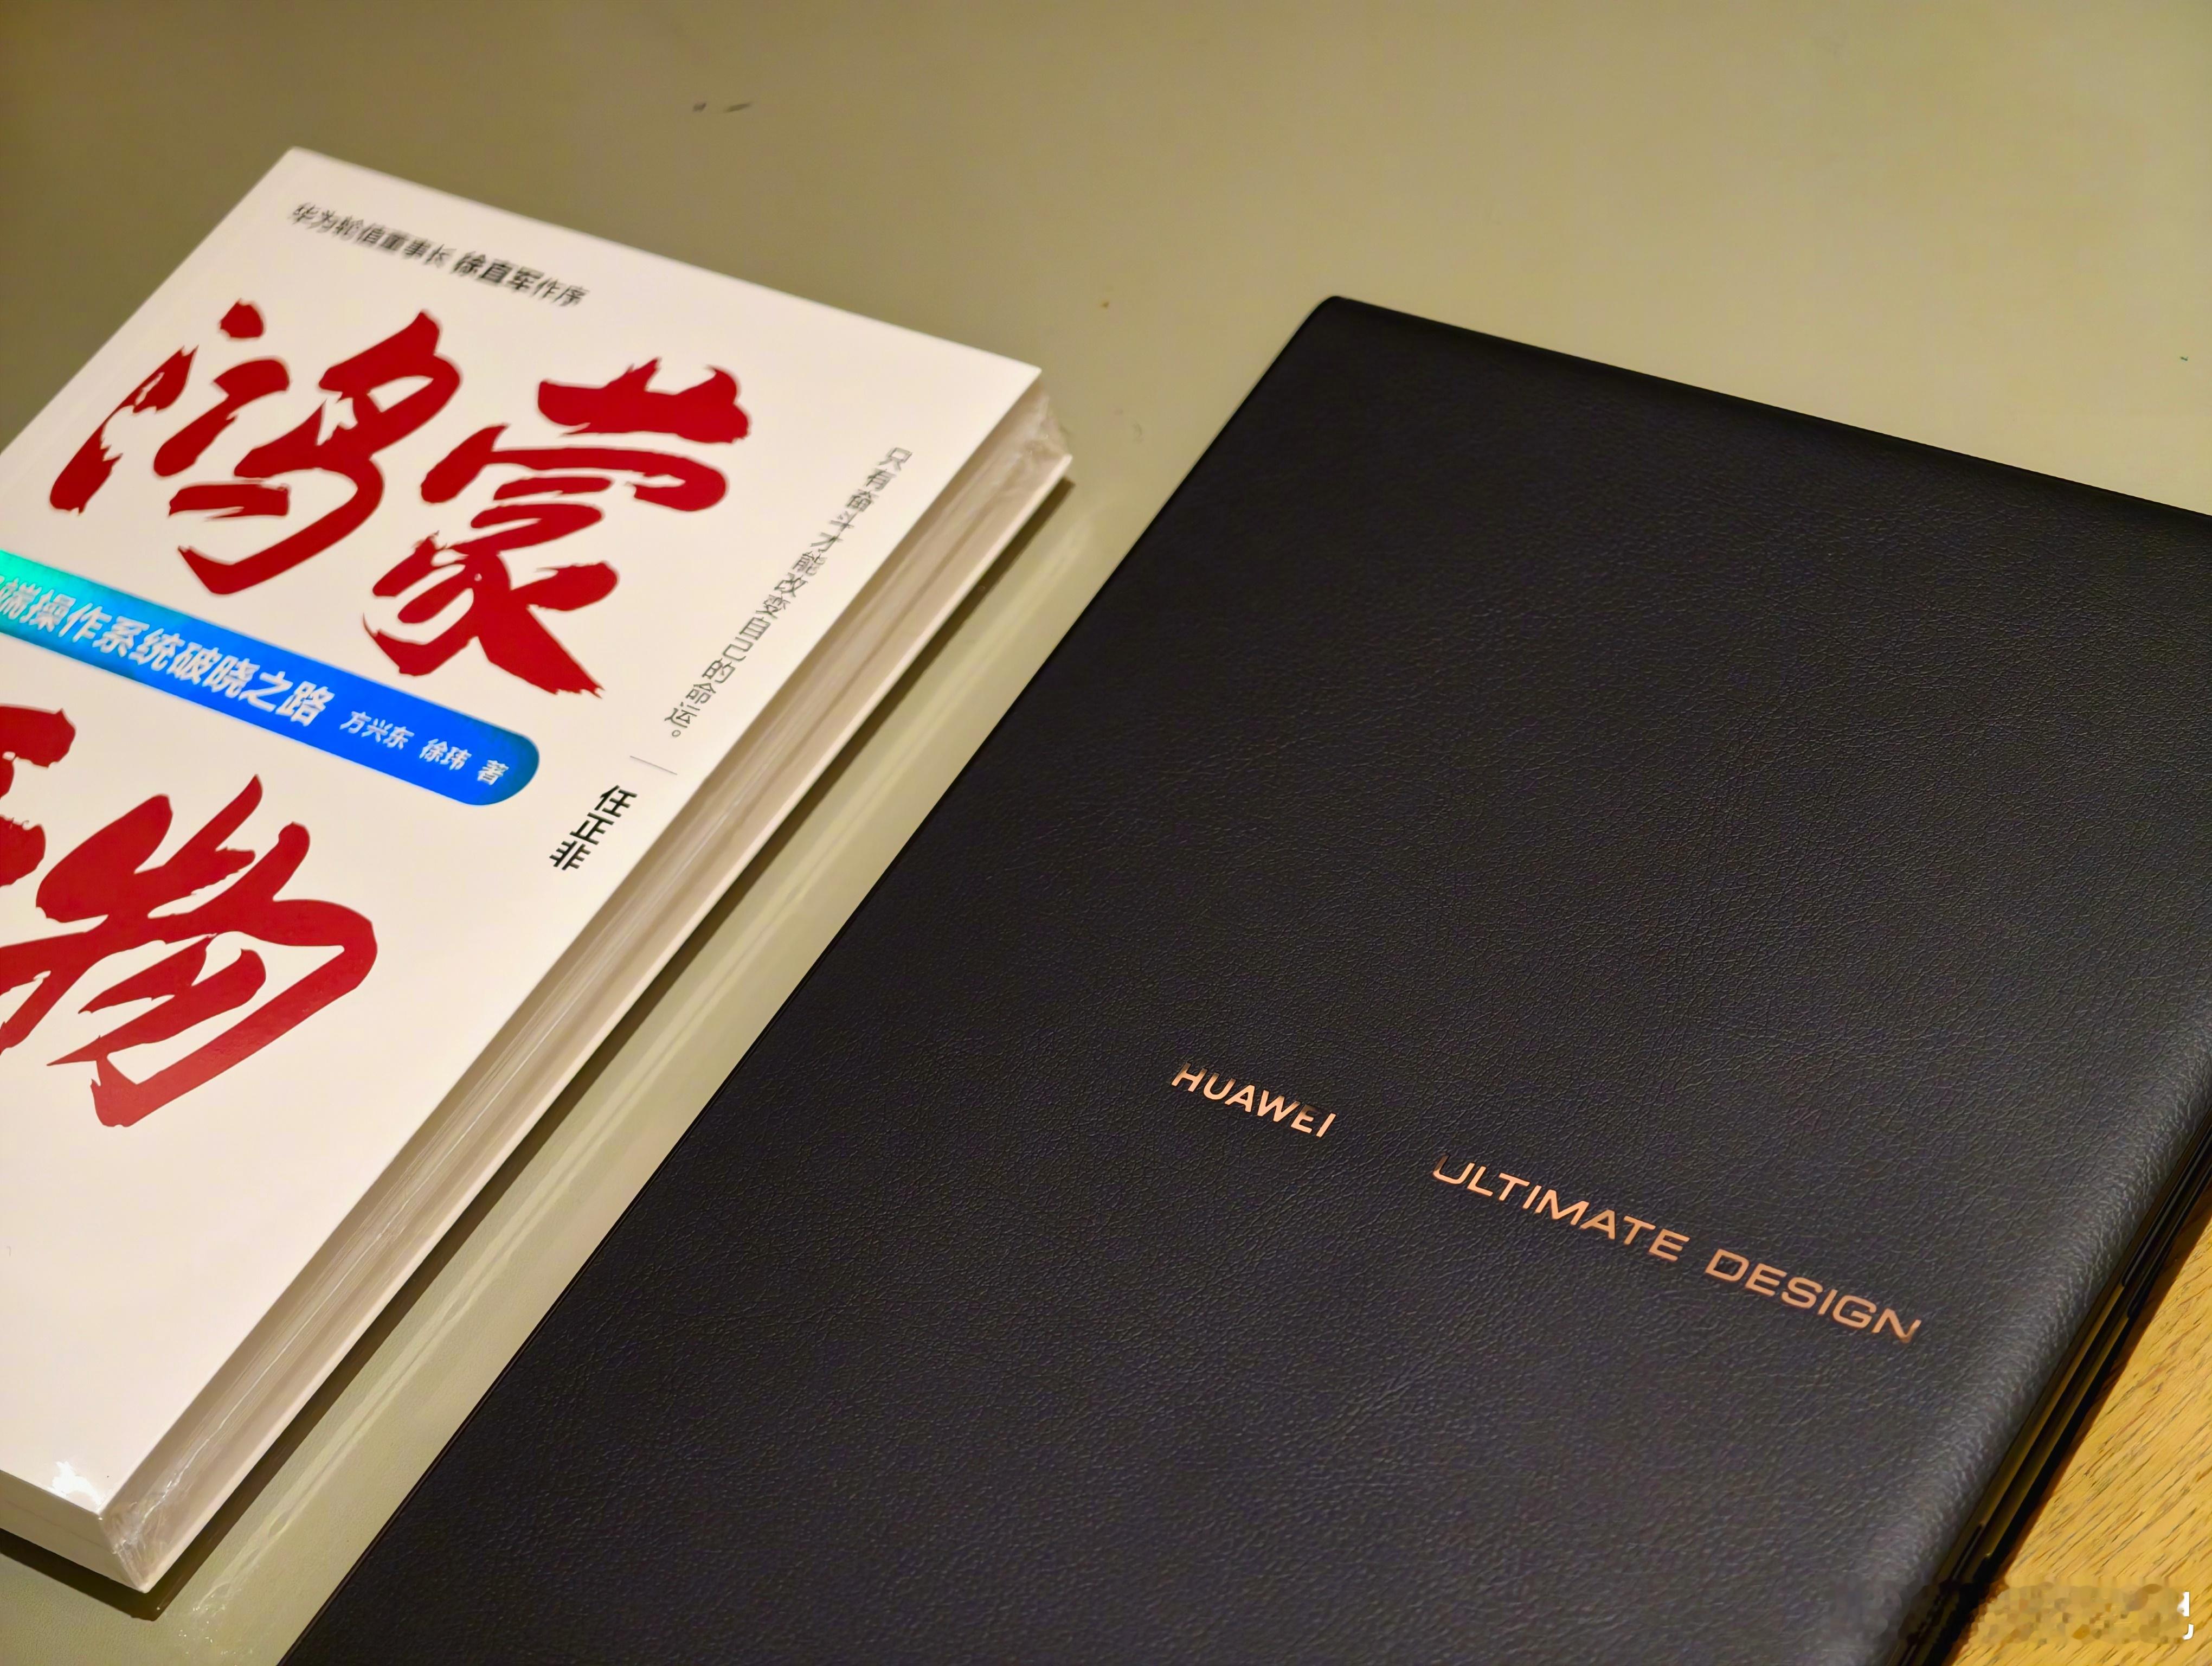 华为轮值董事长 徐直军作序
鸿蒙
端操作系统破晓之路 方兴东 徐玮 著
物
只有奋斗才能改变自己的命运。
任正非
HUAWEI ULTIMATE DESIGN